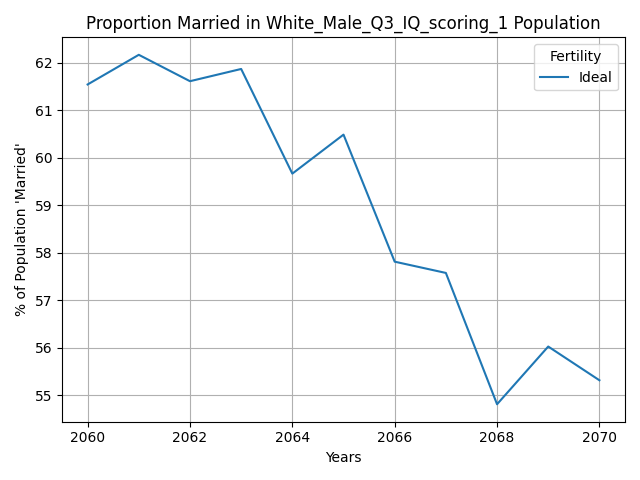 Proportion Married in White_Male_Q3_IQ_scoring_1 Population
Fertility
Ideal
% of Population 'Married'
62
61
60
59
58
57
56
55
2060
2062
2064
2066
2068
2070
Years